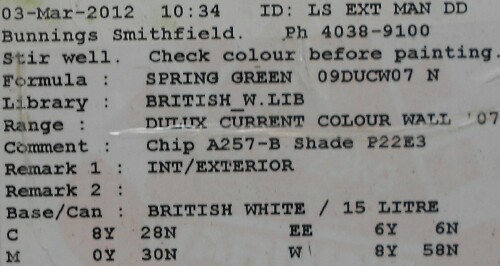 03-Mar-2012 10:34 ID: LS EXT MAN DD
Bunnings Smithfield. Ph 4038-9100
Stir well. Check colour before painting.
Formula : SPRING GREEN 09DUCW07 N
Library : BRITISH_W.LIB
Range : DULUX CURRENT COLOUR WALL '07
Comment : Chip A257-B Shade P22E3
Remark 1 : INT/EXTERIOR
Remark 2 :
Base/Can : BRITISH WHITE / 15 LITRE
C 8Y 28N EE 6Y 6N
M 0Y 30N W 8Y 58N